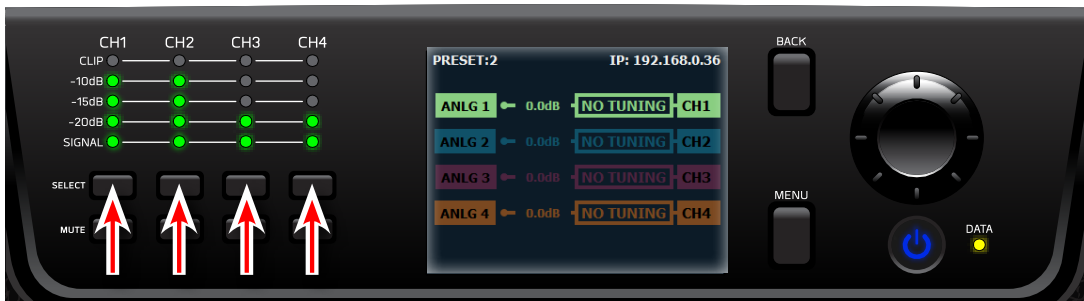 CH1 CH2 CH3 CH4
CLIP
-10dB
-15dB
-20dB
SIGNAL
SELECT
MUTE
PRESET:2 IP: 192.168.0.36
ANLG 1 0.0dB NO TUNING CH1
ANLG 2 0.0dB NO TUNING CH2
ANLG 3 0.0dB NO TUNING CH3
ANLG 4 0.0dB NO TUNING CH4
BACK
MENU
DATA